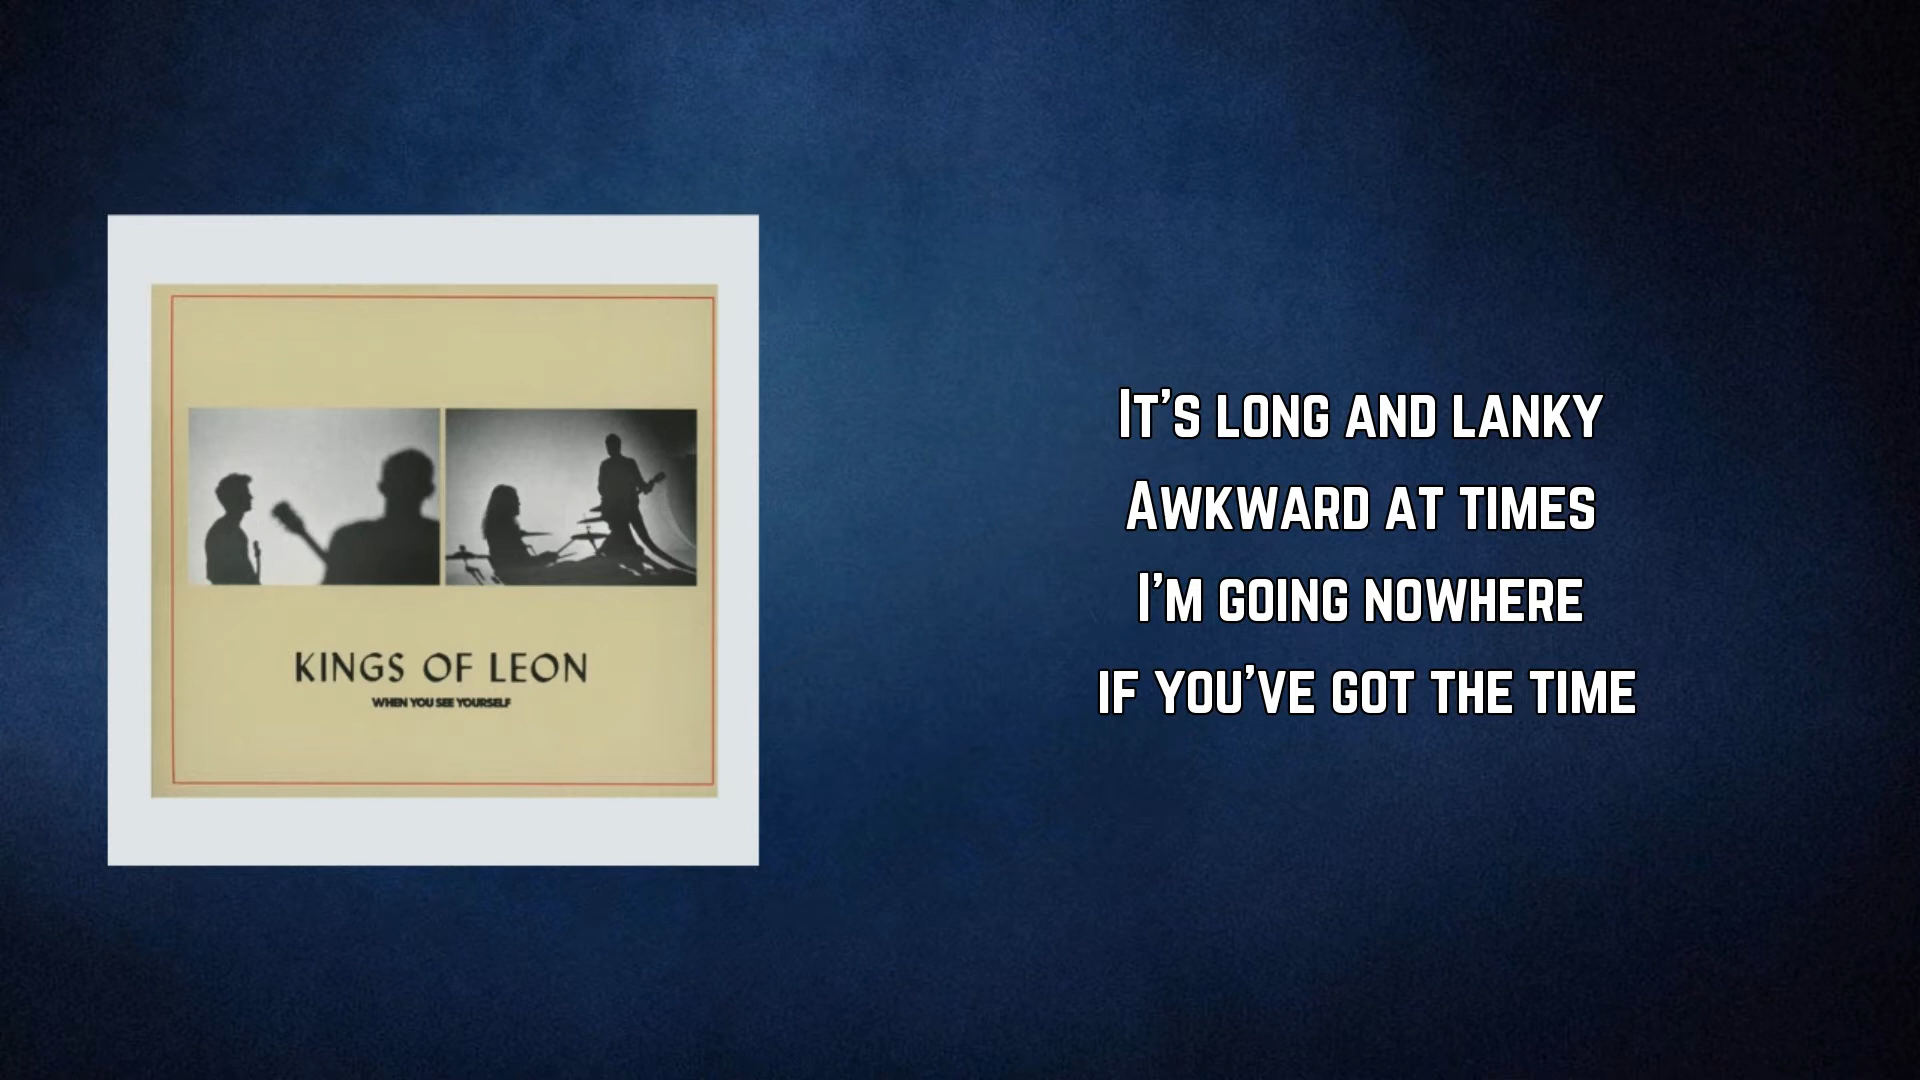 KINGS OF LEON
WHEN YOU SEE YOURSELF
It's long and lanky
Awkward at times
I'm going nowhere
if you've got the time